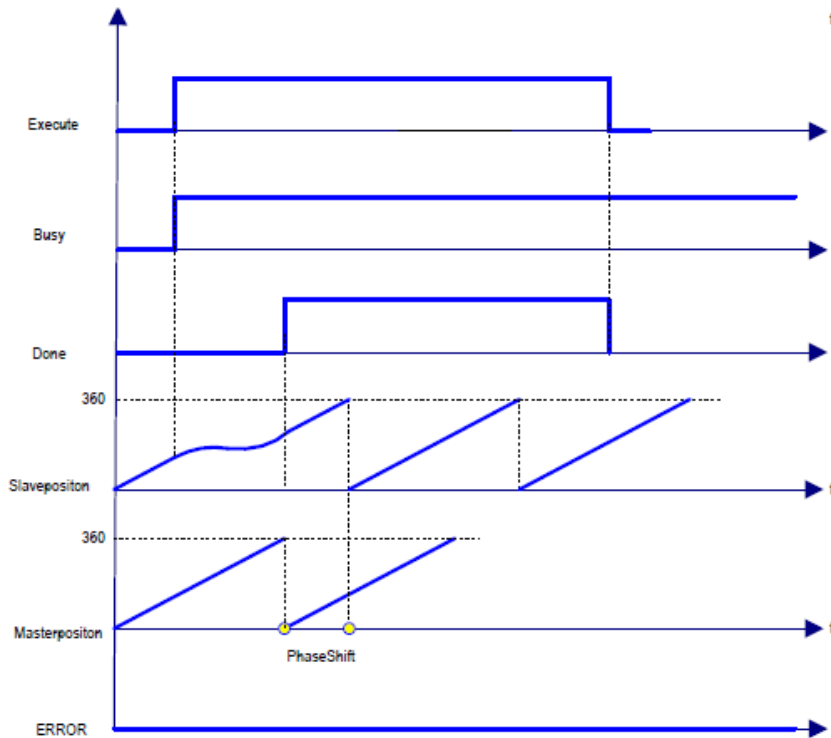 t
Execute
Busy
Done
360
Slavepositon
t
360
Masterpositon
t
PhaseShift
ERROR